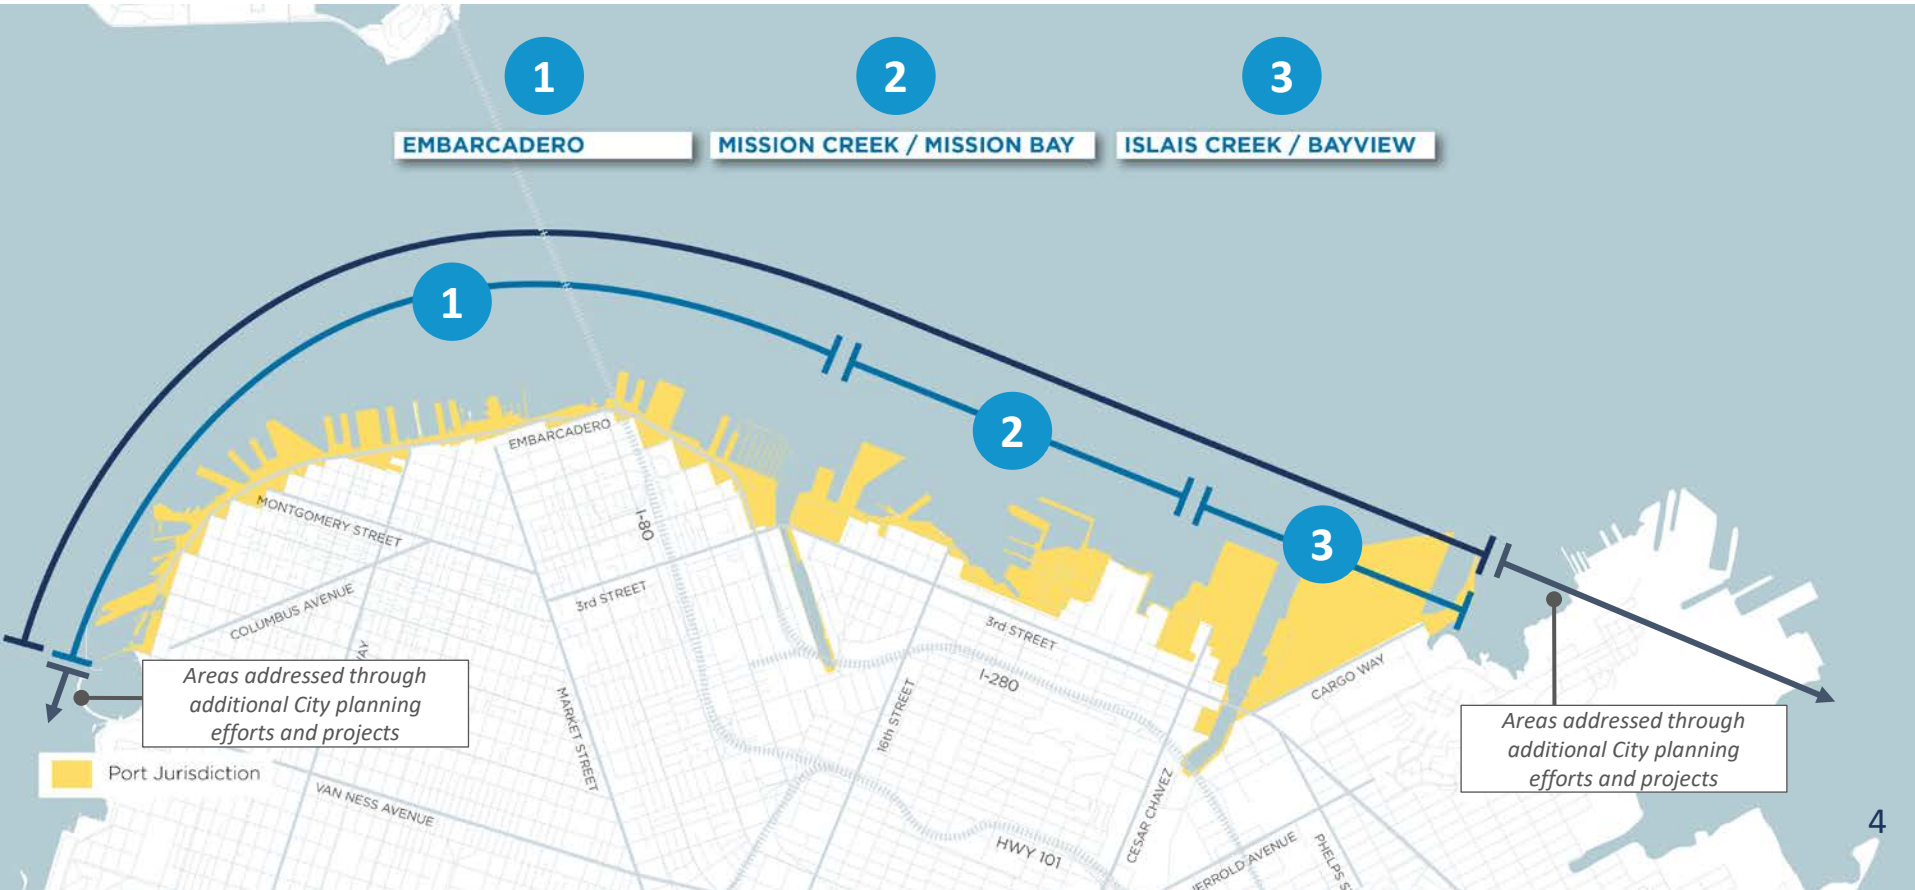 1
2
3
EMBARCADERO
MISSION CREEK / MISSION BAY
ISLAIS CREEK / BAYVIEW
1
2
3
EMBARCADERO
MONTGOMERY STREET
I-80
COLUMBUS AVENUE
3rd STREET
3rd STREET
I-280
CARGO WAY
MARKET STREET
16th STREET
CESAR CHAVEZ
Areas addressed through
additional City planning
efforts and projects
Areas addressed through
additional City planning
efforts and projects
Port Jurisdiction
VAN NESS AVENUE
HWY 101
4